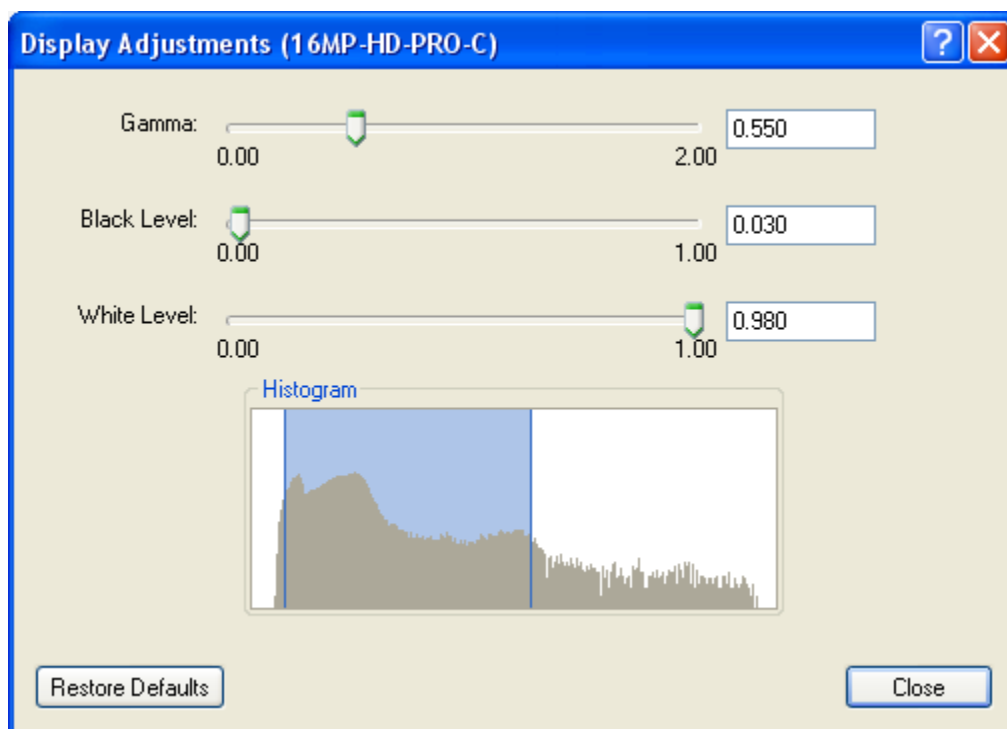 Display Adjustments (16MP-HD-PRO-C)
Gamma: 0.550
0.00 2.00
Black Level: 0.030
0.00 1.00
White Level: 0.980
0.00 1.00
Histogram
Restore Defaults Close